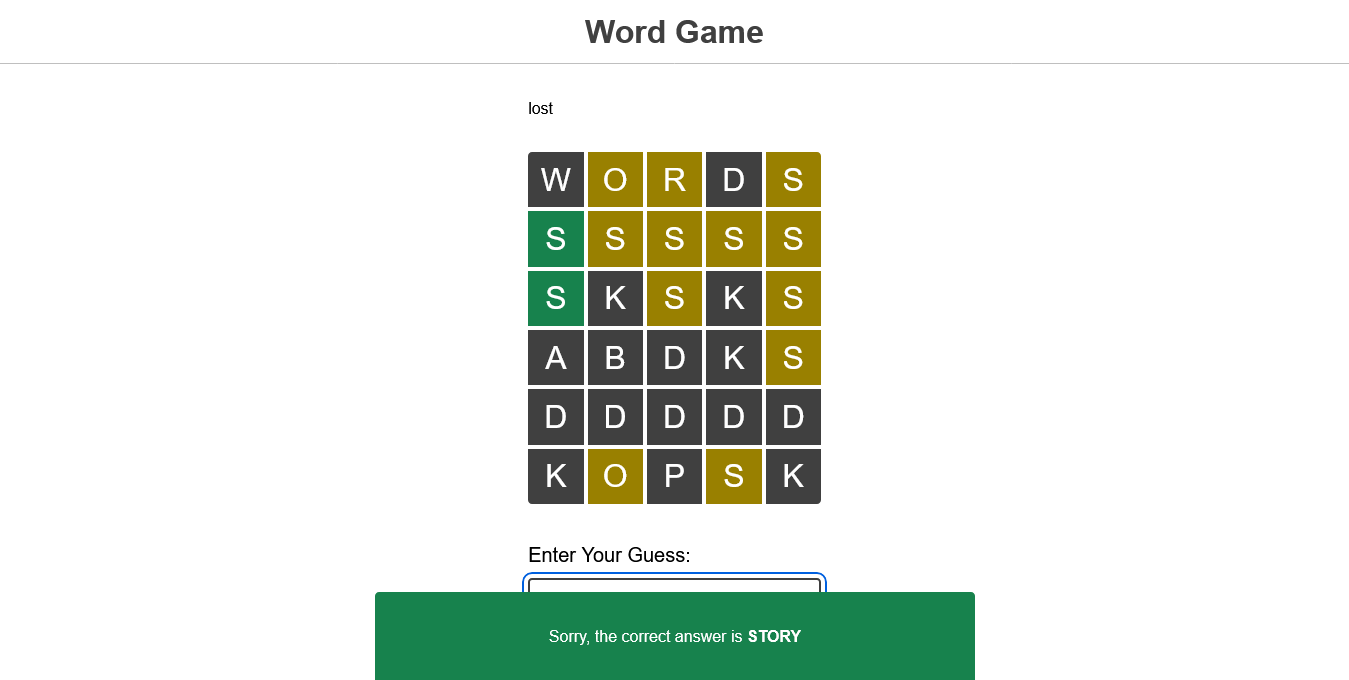 Word Game
lost
W O R D S
S S S S S
S K S K S
A B D K S
D D D D D
K O P S K
Enter Your Guess:
Sorry, the correct answer is STORY